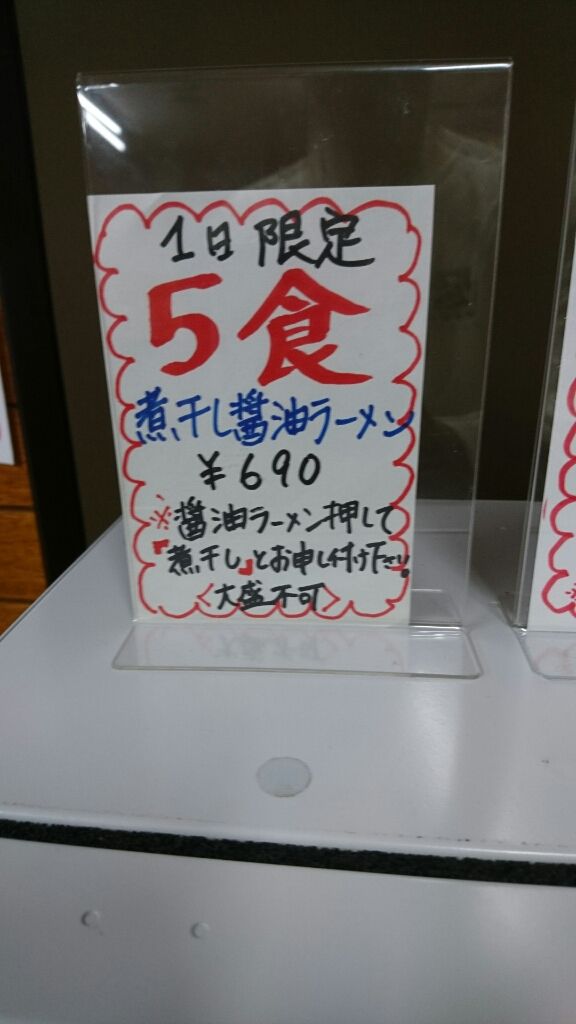 1日限定
5食
煮干し醤油ラーメン
¥690
※醤油ラーメン押して
『煮干し』とお申し付け下さい。
〈大盛不可〉